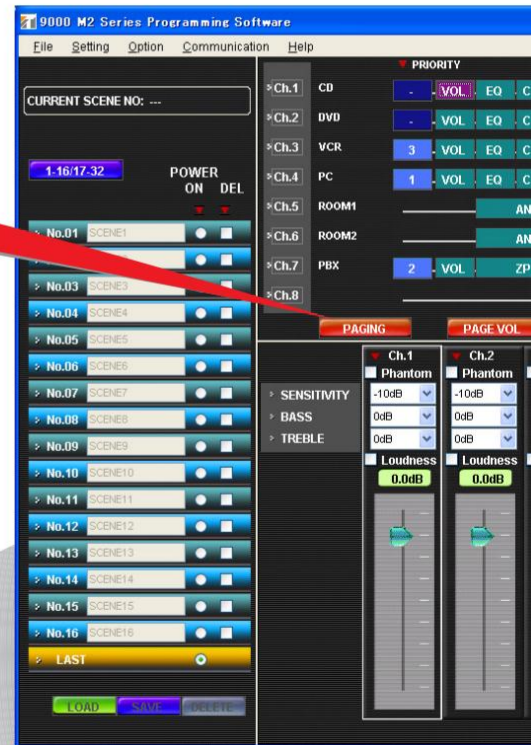 9000 M2 Series Programming Software
File Setting Option Communication Help
CURRENT SCENE NO: ---
1-16/17-32
POWER ON DEL
No.01 SCENE1
No.03 SCENE3
No.04 SCENE4
No.05 SCENE5
No.06 SCENE6
No.07 SCENE7
No.08 SCENE8
No.09 SCENE9
No.10 SCENE10
No.11 SCENE11
No.12 SCENE12
No.13 SCENE13
No.14 SCENE14
No.15 SCENE15
No.16 SCENE16
LAST
LOAD SAVE DELETE
PRIORITY
Ch.1 CD - VOL EQ C
Ch.2 DVD - VOL EQ C
Ch.3 VCR 3 VOL EQ C
Ch.4 PC 1 VOL EQ C
Ch.5 ROOM1 AN
Ch.6 ROOM2 AN
Ch.7 PBX 2 VOL ZP
Ch.8
PAGING PAGE VOL
Ch.1 Ch.2
Phantom Phantom
SENSITIVITY -10dB -10dB
BASS 0dB 0dB
TREBLE 0dB 0dB
Loudness Loudness
0.0dB 0.0dB